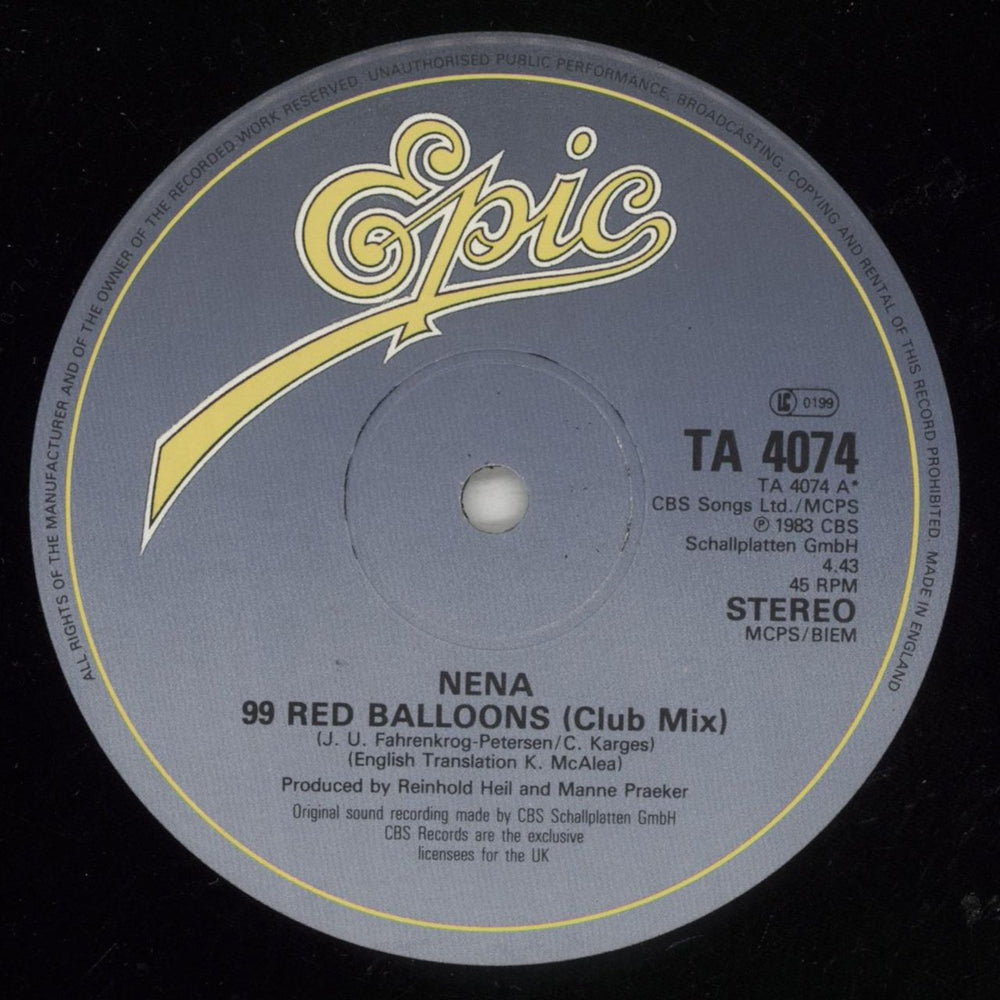 ALL RIGHTS OF THE MANUFACTURER AND OF THE OWNER OF THE RECORDED WORK RESERVED. UNAUTHORISED PUBLIC PERFORMANCE, BROADCASTING, COPYING AND RENTAL OF THIS RECORD PROHIBITED. MADE IN ENGLAND
Epic
LC 0199
TA 4074
TA 4074 A*
CBS Songs Ltd./MCPS
℗ 1983 CBS
Schallplatten GmbH
4.43
45 RPM
STEREO
MCPS/BIEM
NENA
99 RED BALLOONS (Club Mix)
(J. U. Fahrenkrog-Petersen/C. Karges)
(English Translation K. McAlea)
Produced by Reinhold Heil and Manne Praeker
Original sound recording made by CBS Schallplatten GmbH
CBS Records are the exclusive
licensees for the UK